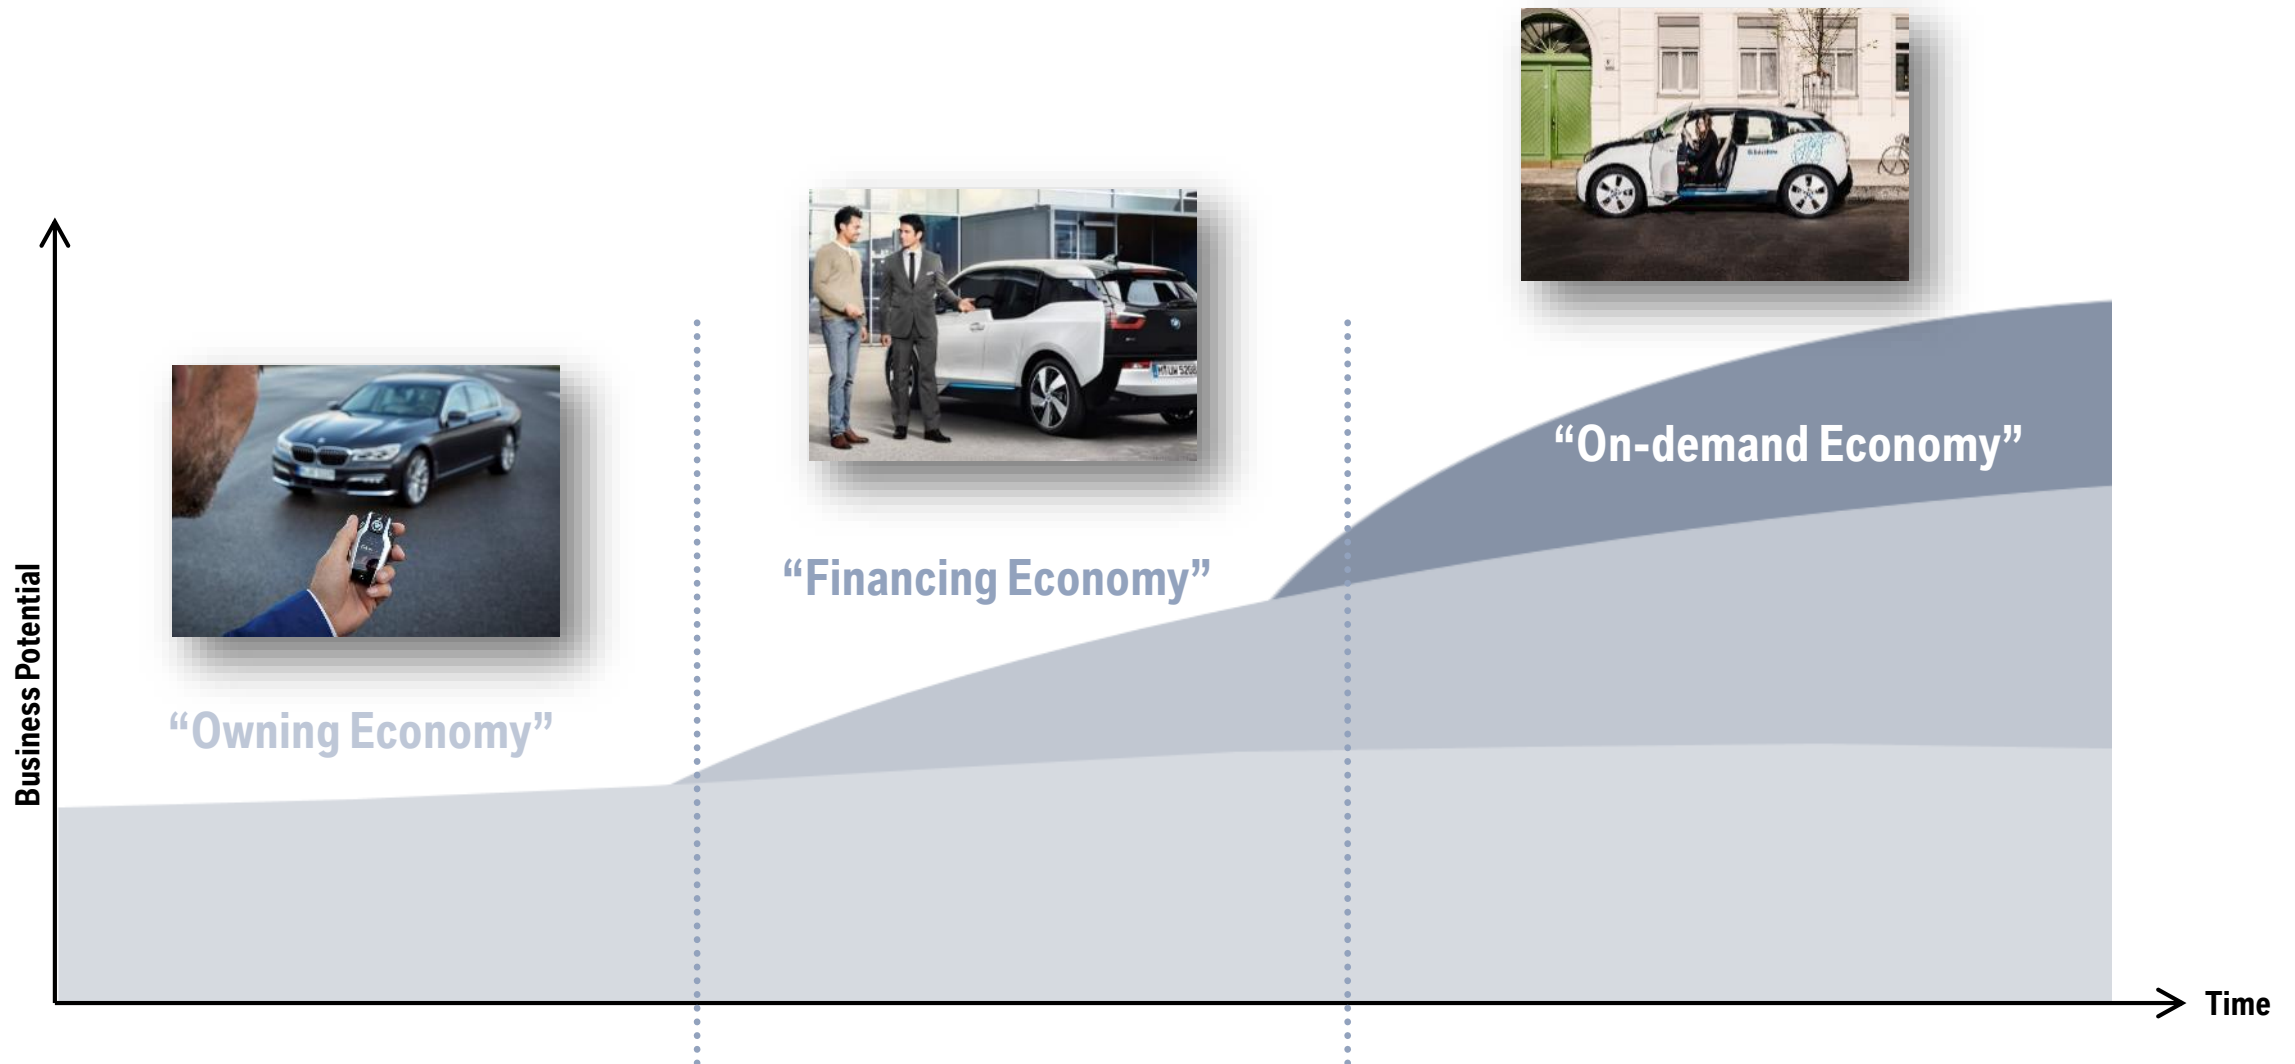 “On-demand Economy”
“Financing Economy”
“Owning Economy”
Business Potential
Time